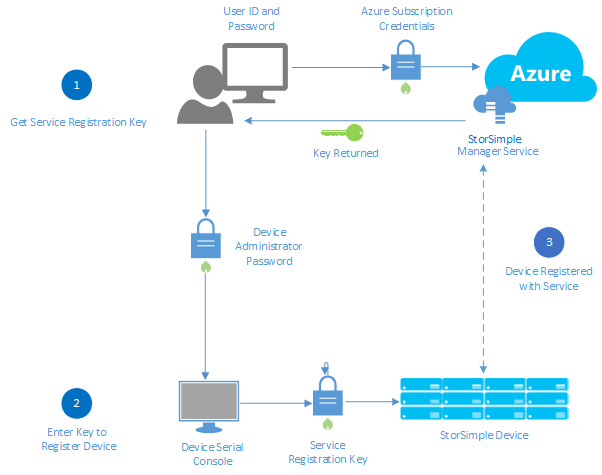 User ID and
Password
Azure Subscription
Credentials
Azure
1
Get Service Registration Key
Key Returned
StorSimple
Manager Service
Device
Administrator
Password
3
Device Registered
with Service
2
Enter Key to
Register Device
Device Serial
Console
Service
Registration Key
StorSimple Device